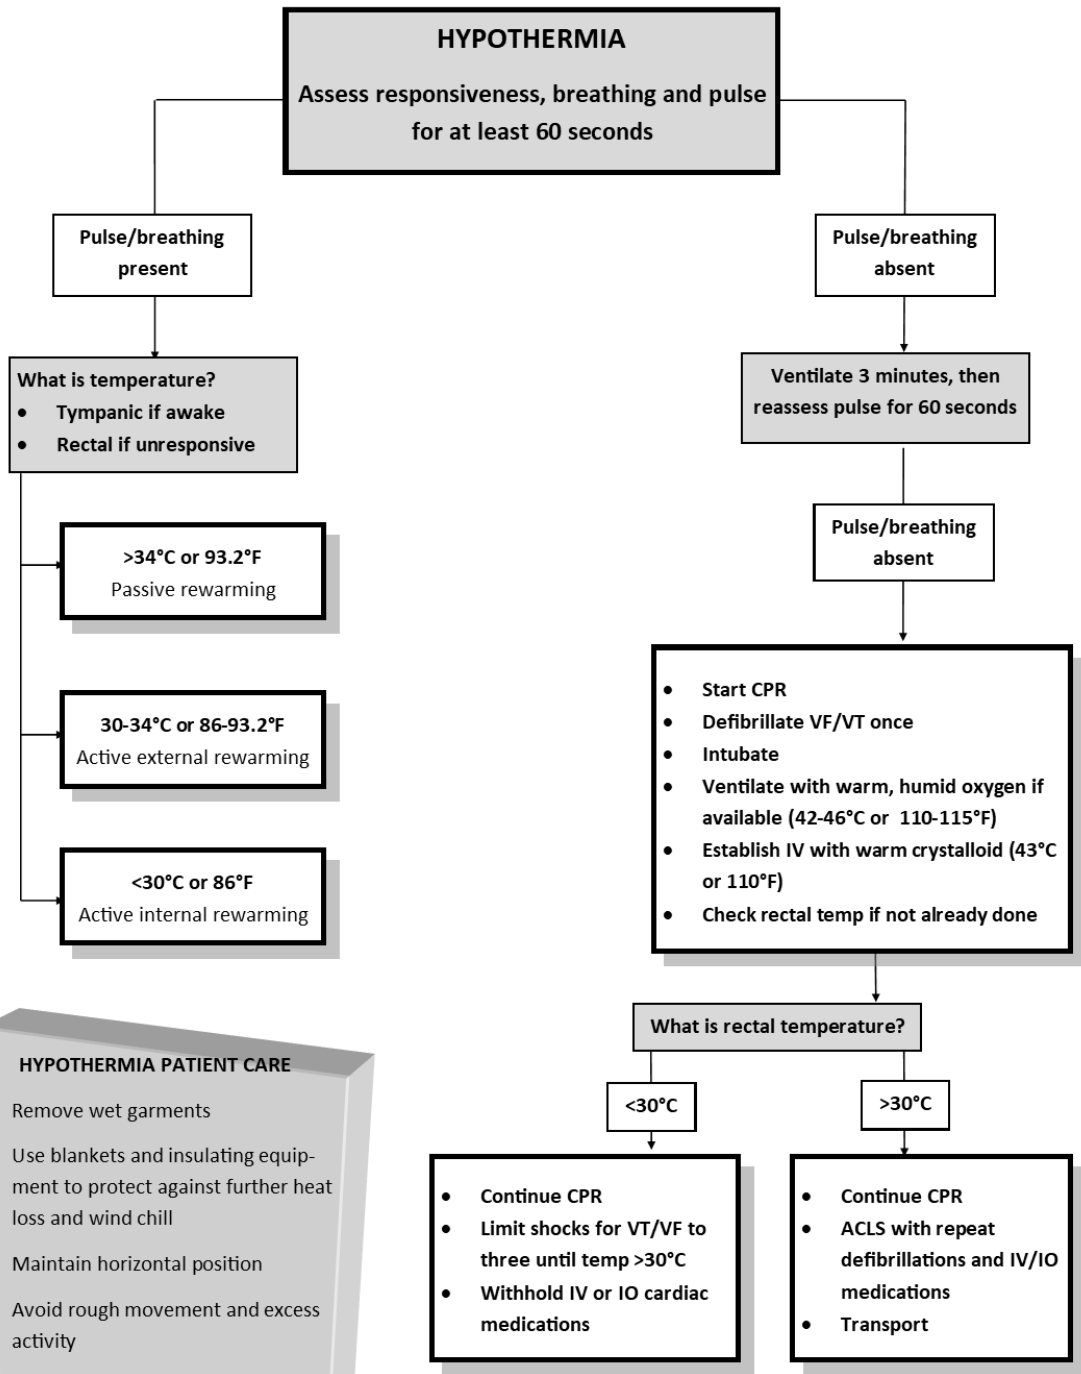 HYPOTHERMIA
Assess responsiveness, breathing and pulse
for at least 60 seconds
Pulse/breathing
present
What is temperature?
• Tympanic if awake
• Rectal if unresponsive
>34°C or 93.2°F
Passive rewarming
30-34°C or 86-93.2°F
Active external rewarming
<30°C or 86°F
Active internal rewarming
HYPOTHERMIA PATIENT CARE
Remove wet garments
Use blankets and insulating equip-
ment to protect against further heat
loss and wind chill
Maintain horizontal position
Avoid rough movement and excess
activity
Pulse/breathing
absent
Ventilate 3 minutes, then
reassess pulse for 60 seconds
Pulse/breathing
absent
• Start CPR
• Defibrillate VF/VT once
• Intubate
• Ventilate with warm, humid oxygen if
available (42-46°C or 110-115°F)
• Establish IV with warm crystalloid (43°C
or 110°F)
• Check rectal temp if not already done
What is rectal temperature?
<30°C
• Continue CPR
• Limit shocks for VT/VF to
three until temp >30°C
• Withhold IV or IO cardiac
medications
>30°C
• Continue CPR
• ACLS with repeat
defibrillations and IV/IO
medications
• Transport